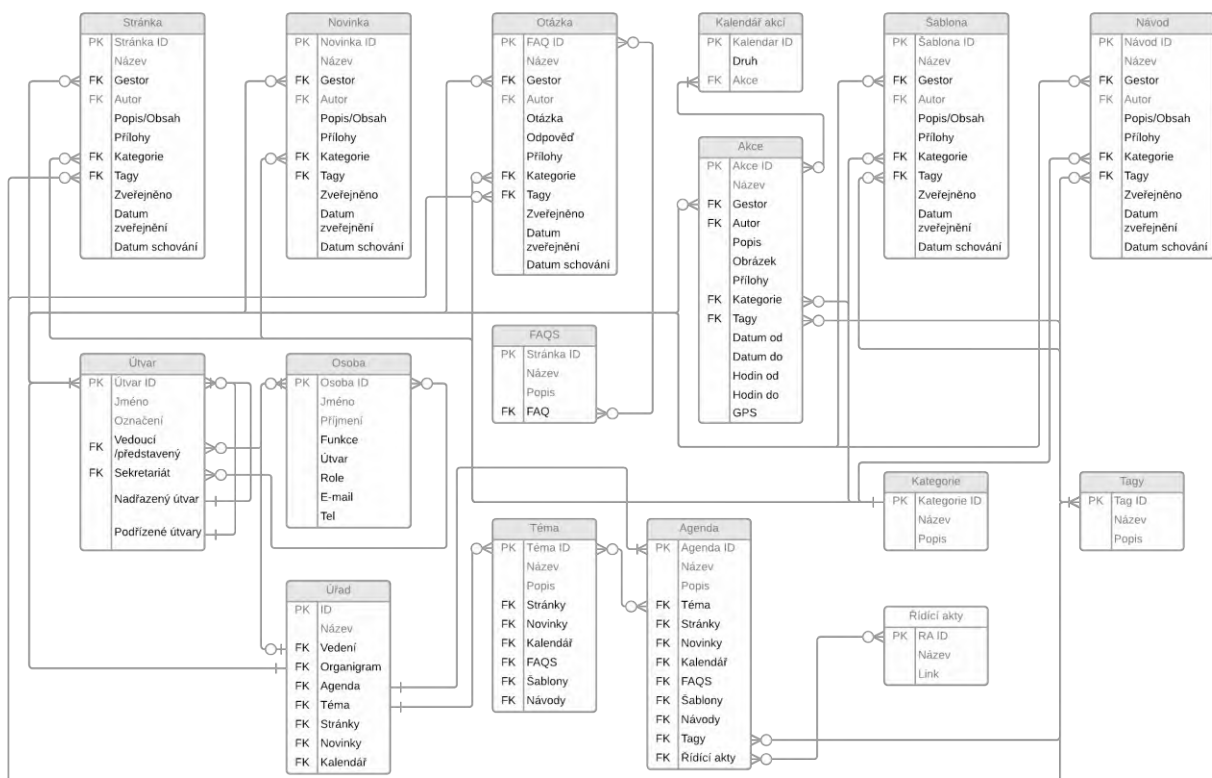 Stránka
PK Stránka ID
Název
FK Gestor
FK Autor
Popis/Obsah
Přílohy
FK Kategorie
FK Tagy
Zveřejněno
Datum
zveřejnění
Datum schování
Novinka
PK Novinka ID
Název
FK Gestor
FK Autor
Popis/Obsah
Přílohy
FK Kategorie
FK Tagy
Zveřejněno
Datum
zveřejnění
Datum schování
Otázka
PK FAQ ID
Název
FK Gestor
FK Autor
Otázka
Odpověď
Přílohy
FK Kategorie
FK Tagy
Zveřejněno
Datum
zveřejnění
Datum schování
Kalendář akcí
PK Kalendar ID
Druh
FK Akce
Akce
PK Akce ID
Název
FK Gestor
FK Autor
Popis
Obrázek
Přílohy
FK Kategorie
FK Tagy
Datum od
Datum do
Hodin od
Hodin do
GPS
Šablona
PK Šablona ID
Název
FK Gestor
FK Autor
Popis/Obsah
Přílohy
FK Kategorie
FK Tagy
Zveřejněno
Datum
zveřejnění
Datum schování
Návod
PK Návod ID
Název
FK Gestor
FK Autor
Popis/Obsah
Přílohy
FK Kategorie
FK Tagy
Zveřejněno
Datum
zveřejnění
Datum schování
Útvar
PK Útvar ID
Jméno
Označení
FK Vedoucí
/představený
FK Sekretariát
Nadřazený útvar
Podřízené útvary
Osoba
PK Osoba ID
Jméno
Příjmení
Funkce
Útvar
Role
E-mail
Tel
FAQS
PK Stránka ID
Název
Popis
FK FAQ
Kategorie
PK Kategorie ID
Název
Popis
Tagy
PK Tag ID
Název
Popis
Úřad
PK ID
Název
FK Vedení
FK Organigram
FK Agenda
FK Téma
FK Stránky
FK Novinky
FK Kalendář
Téma
PK Téma ID
Název
Popis
FK Stránky
FK Novinky
FK Kalendář
FK FAQS
FK Šablony
FK Návody
Agenda
PK Agenda ID
Název
Popis
FK Téma
FK Stránky
FK Novinky
FK Kalendář
FK FAQS
FK Šablony
FK Návody
FK Tagy
FK Řídící akty
Řídící akty
PK RA ID
Název
Link